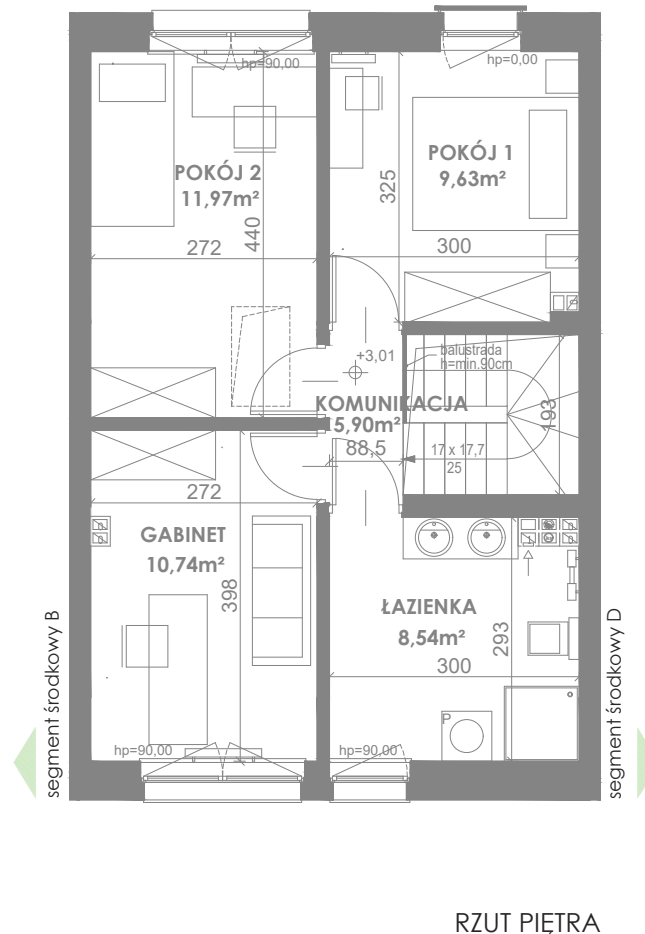 hp=90,00
hp=0,00
POKÓJ 2
11,97m²
POKÓJ 1
9,63m²
325
440
272
300
+3,01
balustrada
h=min.90cm
KOMUNIKACJA
5,90m²
88,5
193
17 x 17,7
25
272
GABINET
10,74m²
398
ŁAZIENKA
8,54m²
293
300
P
hp=90,00
hp=90,00
segment środkowy B
segment środkowy D
RZUT PIĘTRA